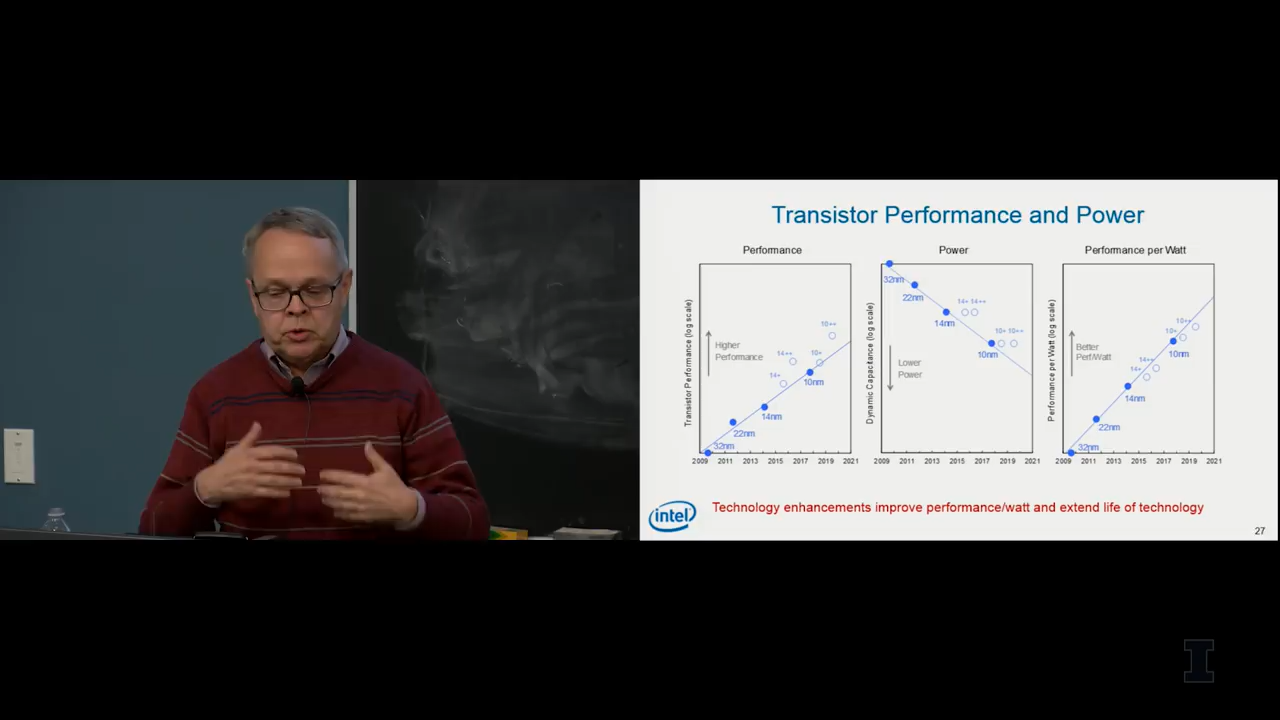 Transistor Performance and Power
Performance
Transistor Performance (log scale)
Higher
Performance
32nm
22nm
14nm
14+
14++
10nm
10+
10++
2009 2011 2013 2015 2017 2019 2021
Power
Dynamic Capacitance (log scale)
Lower
Power
32nm
22nm
14nm
14+ 14++
10nm
10+ 10++
2009 2011 2013 2015 2017 2019 2021
Performance per Watt
Performance per Watt (log scale)
Better
Perf/Watt
32nm
22nm
14nm
14+
14++
10nm
10+
10++
2009 2011 2013 2015 2017 2019 2021
intel
Technology enhancements improve performance/watt and extend life of technology
27
I